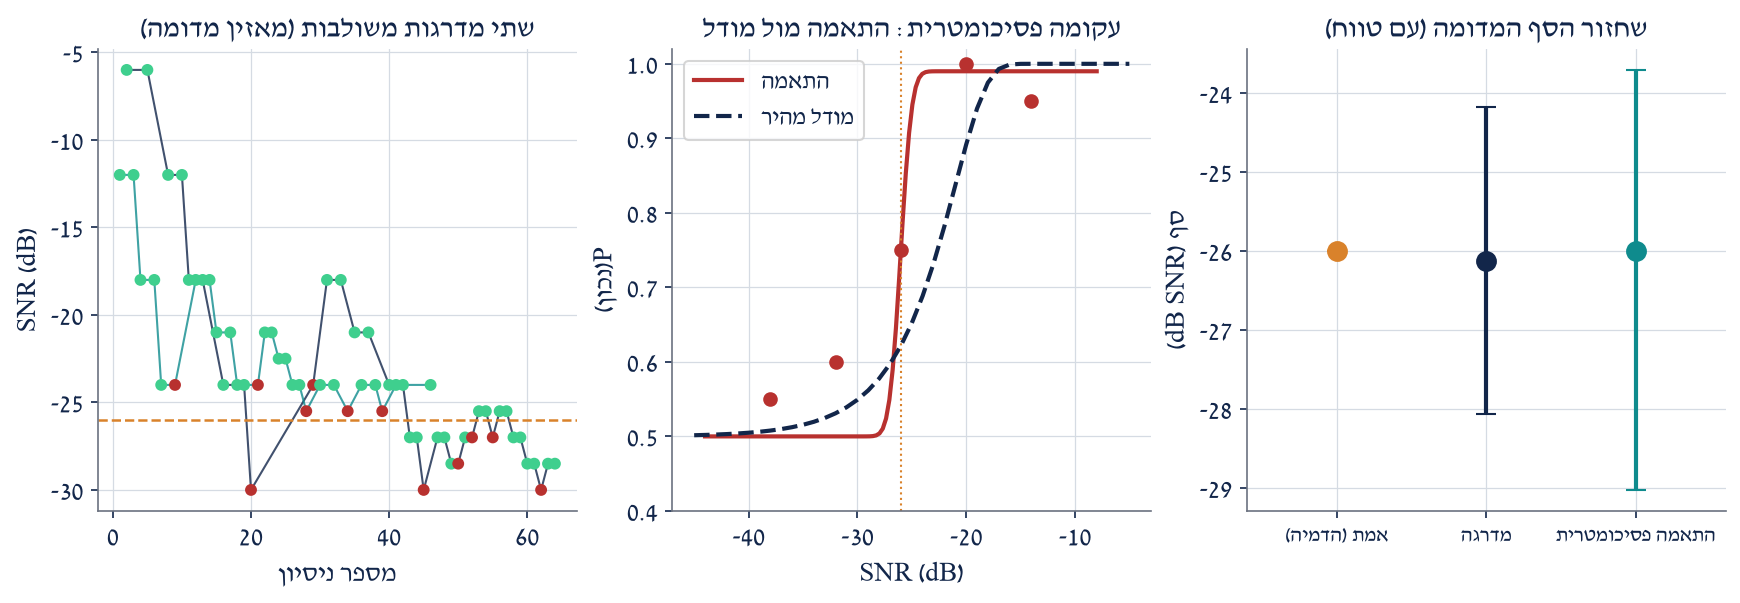 שתי מדרגות משולבות (מאזין מדומה)
SNR (dB)
-5
-10
-15
-20
-25
-30
0
20
40
60
מספר ניסיון
עקומה פסיכומטרית : התאמה מול מודל
התאמה
מודל מהיר
P(נכון)
1.0
0.9
0.8
0.7
0.6
0.5
0.4
-40
-30
-20
-10
SNR (dB)
שחזור הסף המדומה (עם טווח)
סף (dB SNR)
-24
-25
-26
-27
-28
-29
אמת (הדמיה)
מדרגה
התאמה פסיכומטרית